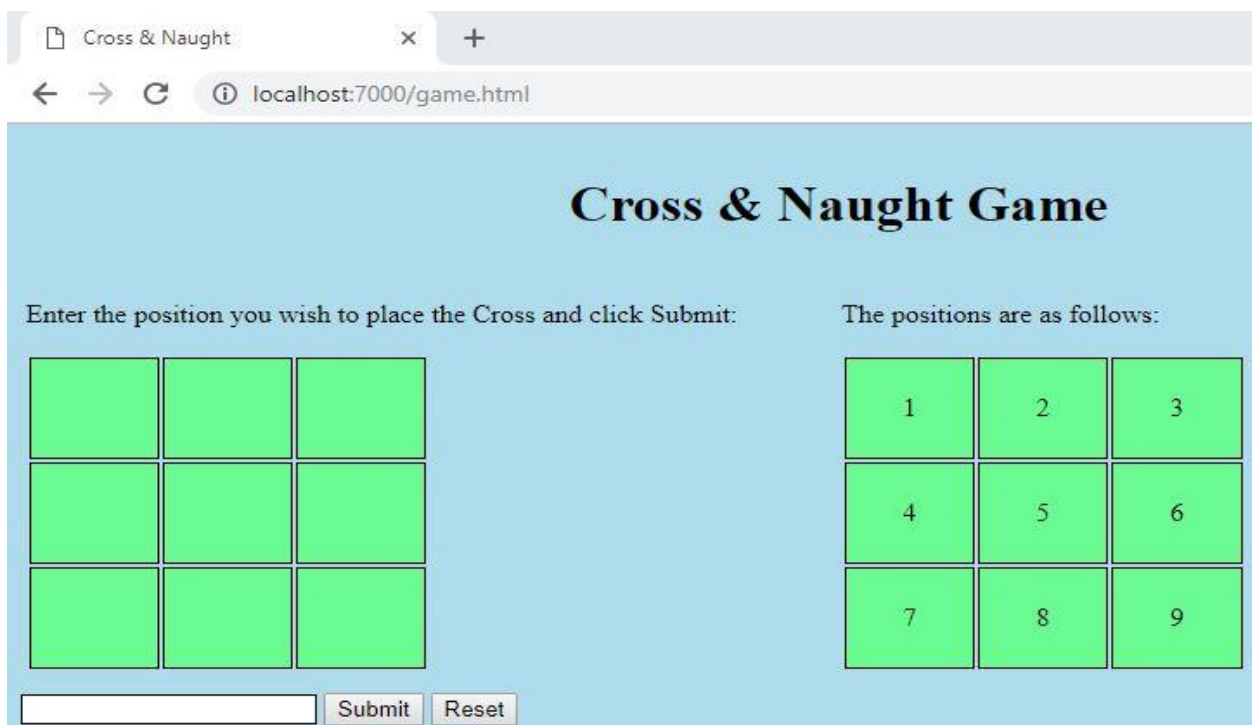 Cross & Naught
localhost:7000/game.html
Cross & Naught Game
Enter the position you wish to place the Cross and click Submit:
The positions are as follows:
1 2 3
4 5 6
7 8 9
Submit Reset